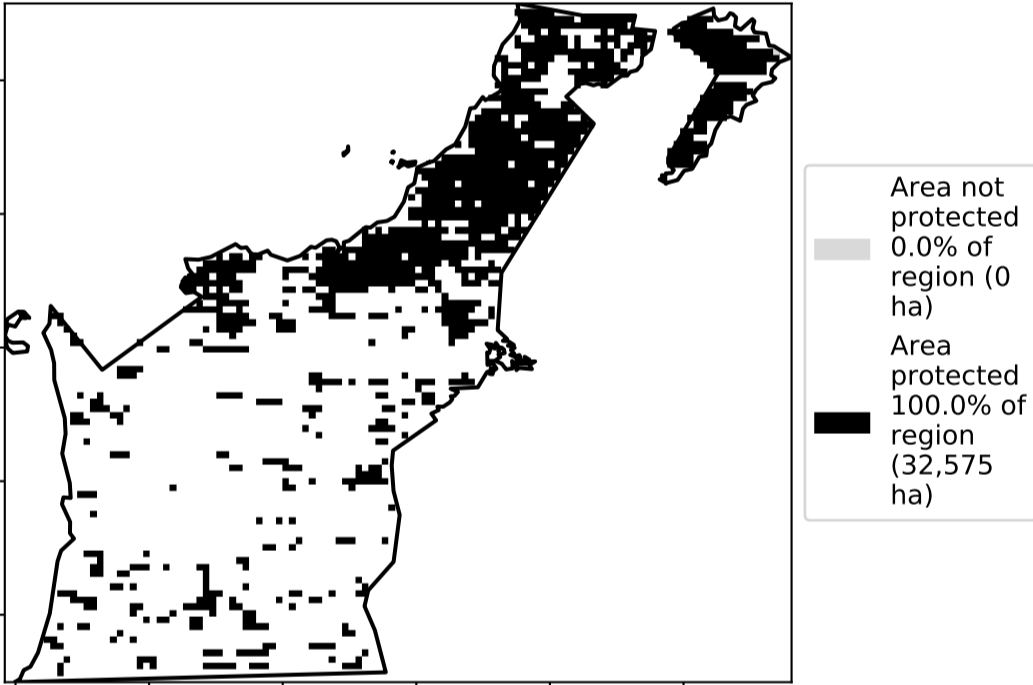 Area not
protected
0.0% of
region (0
ha)
Area
protected
100.0% of
region
(32,575
ha)